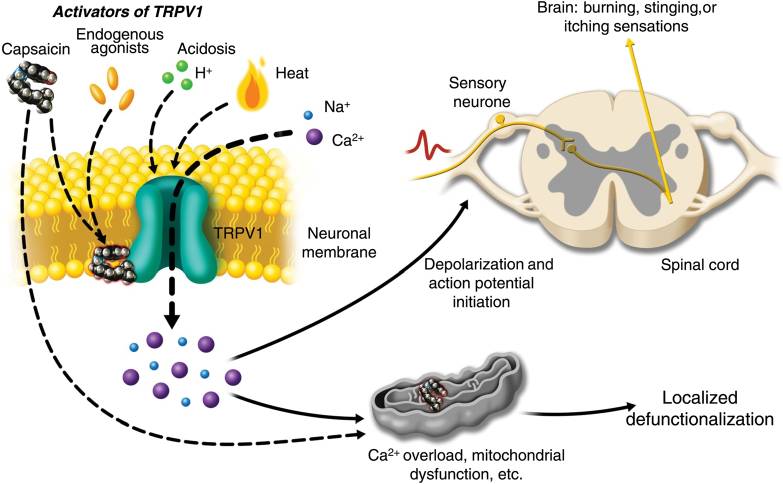 Activators of TRPV1
Capsaicin
Endogenous
agonists
Acidosis
H⁺
Heat
Na⁺
Ca²⁺
TRPV1
Neuronal
membrane
Brain: burning, stinging,or
itching sensations
Sensory
neurone
Spinal cord
Depolarization and
action potential
initiation
Ca²⁺ overload, mitochondrial
dysfunction, etc.
Localized
defunctionalization